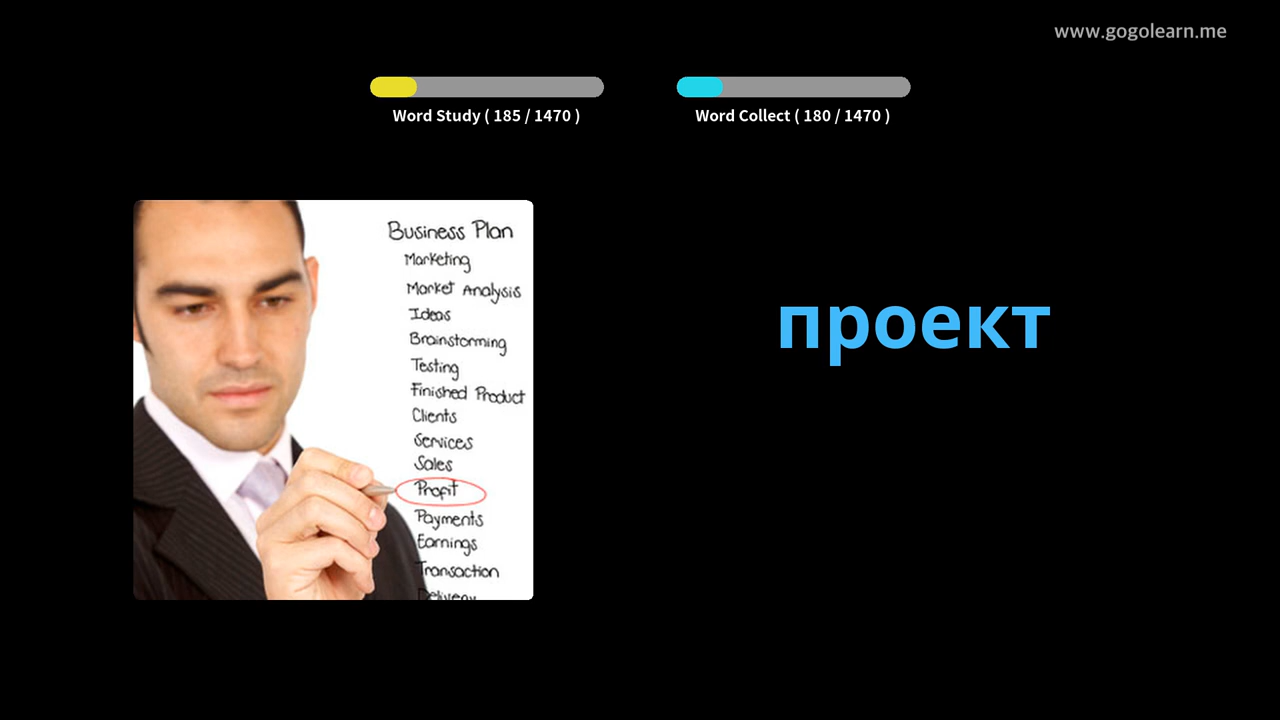 www.gogolearn.me
Word Study ( 185 / 1470 )
Word Collect ( 180 / 1470 )
Business Plan
Marketing
Market Analysis
Ideas
Brainstorming
Testing
Finished Product
Clients
Services
Sales
Profit
Payments
Earnings
Transaction
Delivery
проект